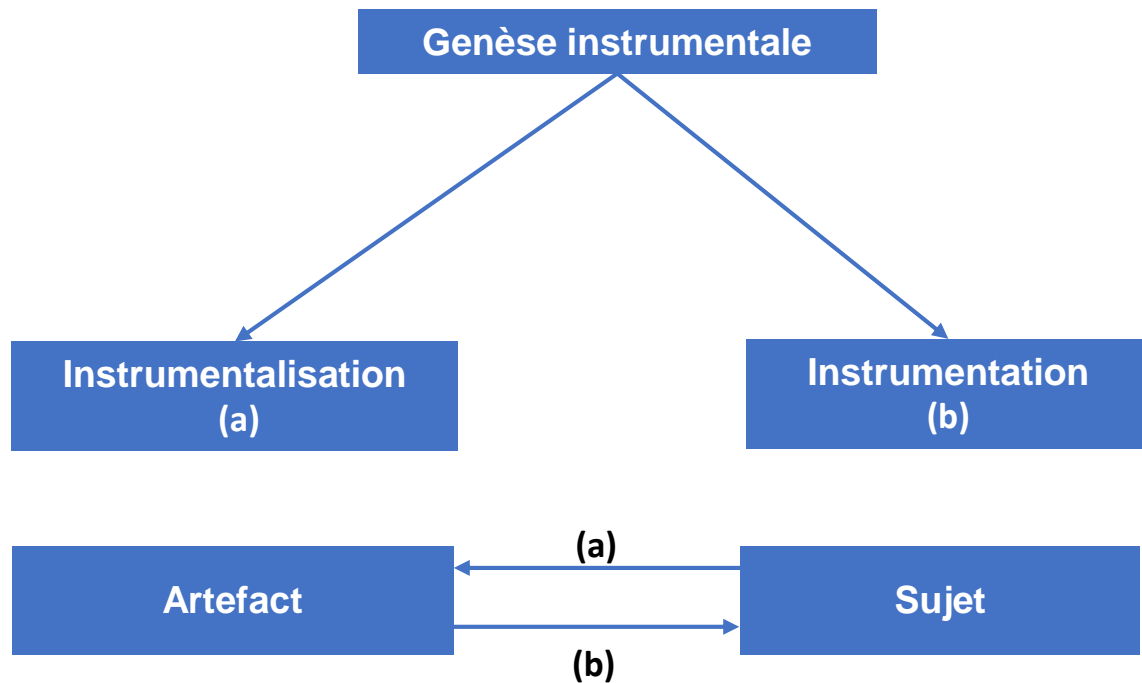 Genèse instrumentale
Instrumentalisation
(a)
Instrumentation
(b)
(a)
Artefact
Sujet
(b)